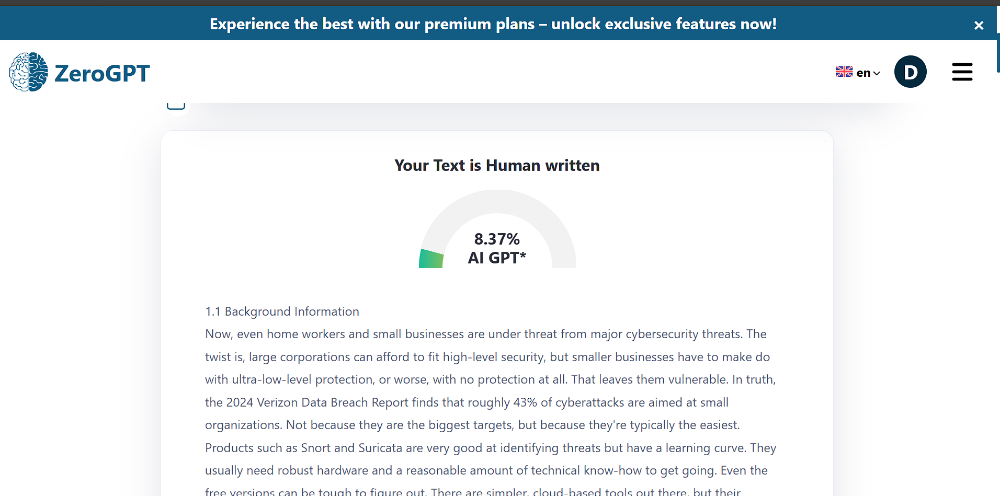 Experience the best with our premium plans – unlock exclusive features now!
ZeroGPT
en
D
Your Text is Human written
8.37%
AI GPT*
1.1 Background Information
Now, even home workers and small businesses are under threat from major cybersecurity threats. The
twist is, large corporations can afford to fit high-level security, but smaller businesses have to make do
with ultra-low-level protection, or worse, with no protection at all. That leaves them vulnerable. In truth,
the 2024 Verizon Data Breach Report finds that roughly 43% of cyberattacks are aimed at small
organizations. Not because they are the biggest targets, but because they're typically the easiest.
Products such as Snort and Suricata are very good at identifying threats but have a learning curve. They
usually need robust hardware and a reasonable amount of technical know-how to get going. Even the
free versions can be tough to figure out. There are simpler, cloud-based tools out there, but their